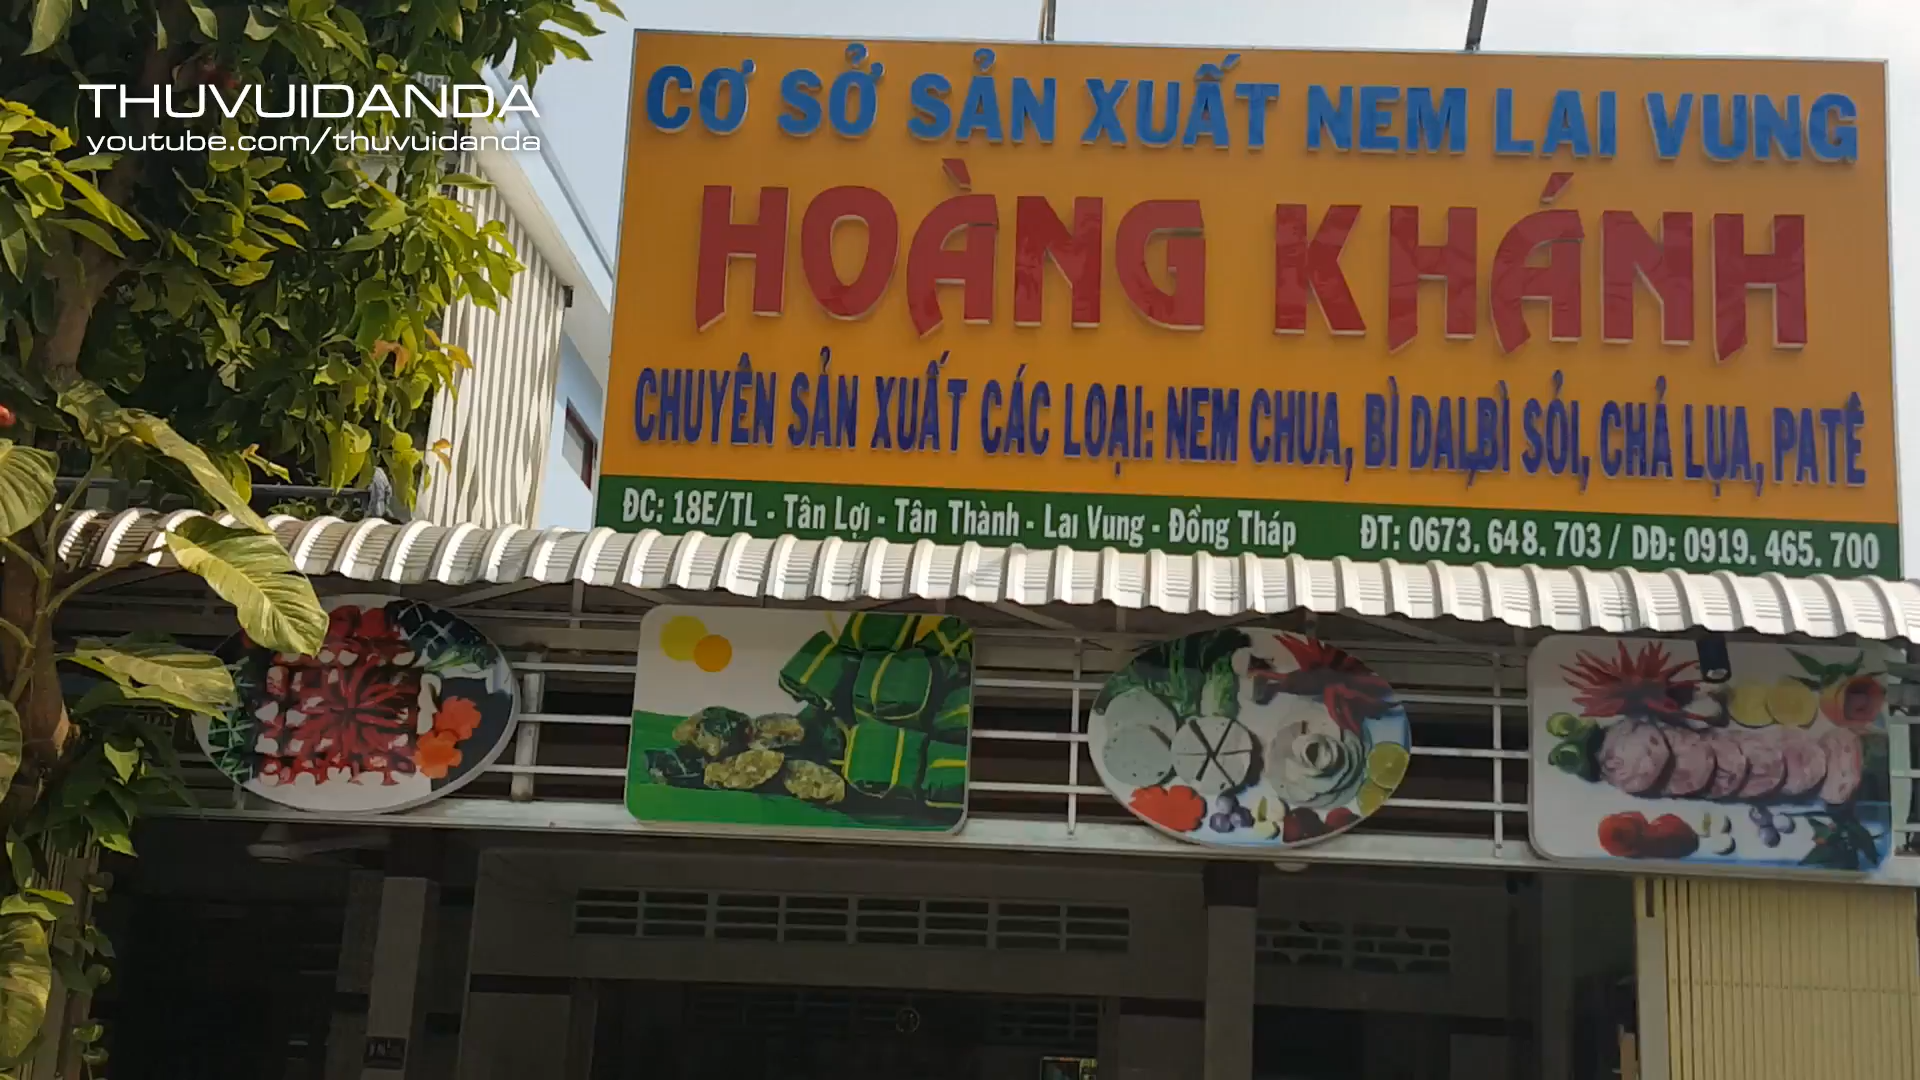 THUVUIDANDA
youtube.com/thuvuidanda
CƠ SỞ SẢN XUẤT NEM LAI VUNG
HOÀNG KHÁNH
CHUYÊN SẢN XUẤT CÁC LOẠI: NEM CHUA, BÌ DAI,BÌ SỎI, CHẢ LỤA, PATÊ
ĐC: 18E/TL - Tân Lợi - Tân Thành - Lai Vung - Đồng Tháp ĐT: 0673. 648. 703 / DĐ: 0919. 465. 700